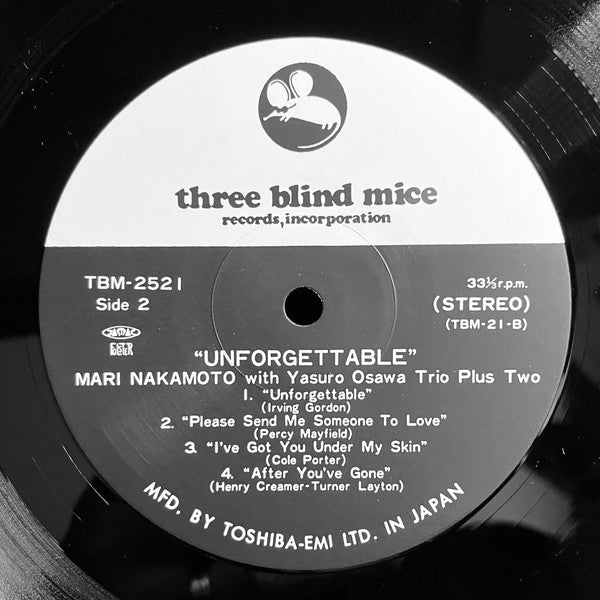 three blind mice
records, incorporation
TBM-2521
Side 2
33⅓ r.p.m.
(STEREO)
(TBM-21-B)
JASRAC
"UNFORGETTABLE"
MARI NAKAMOTO with Yasuro Osawa Trio Plus Two
1. "Unforgettable"
(Irving Gordon)
2. "Please Send Me Someone To Love"
(Percy Mayfield)
3. "I've Got You Under My Skin"
(Cole Porter)
4. "After You've Gone"
(Henry Creamer-Turner Layton)
MFD. BY TOSHIBA-EMI LTD. IN JAPAN